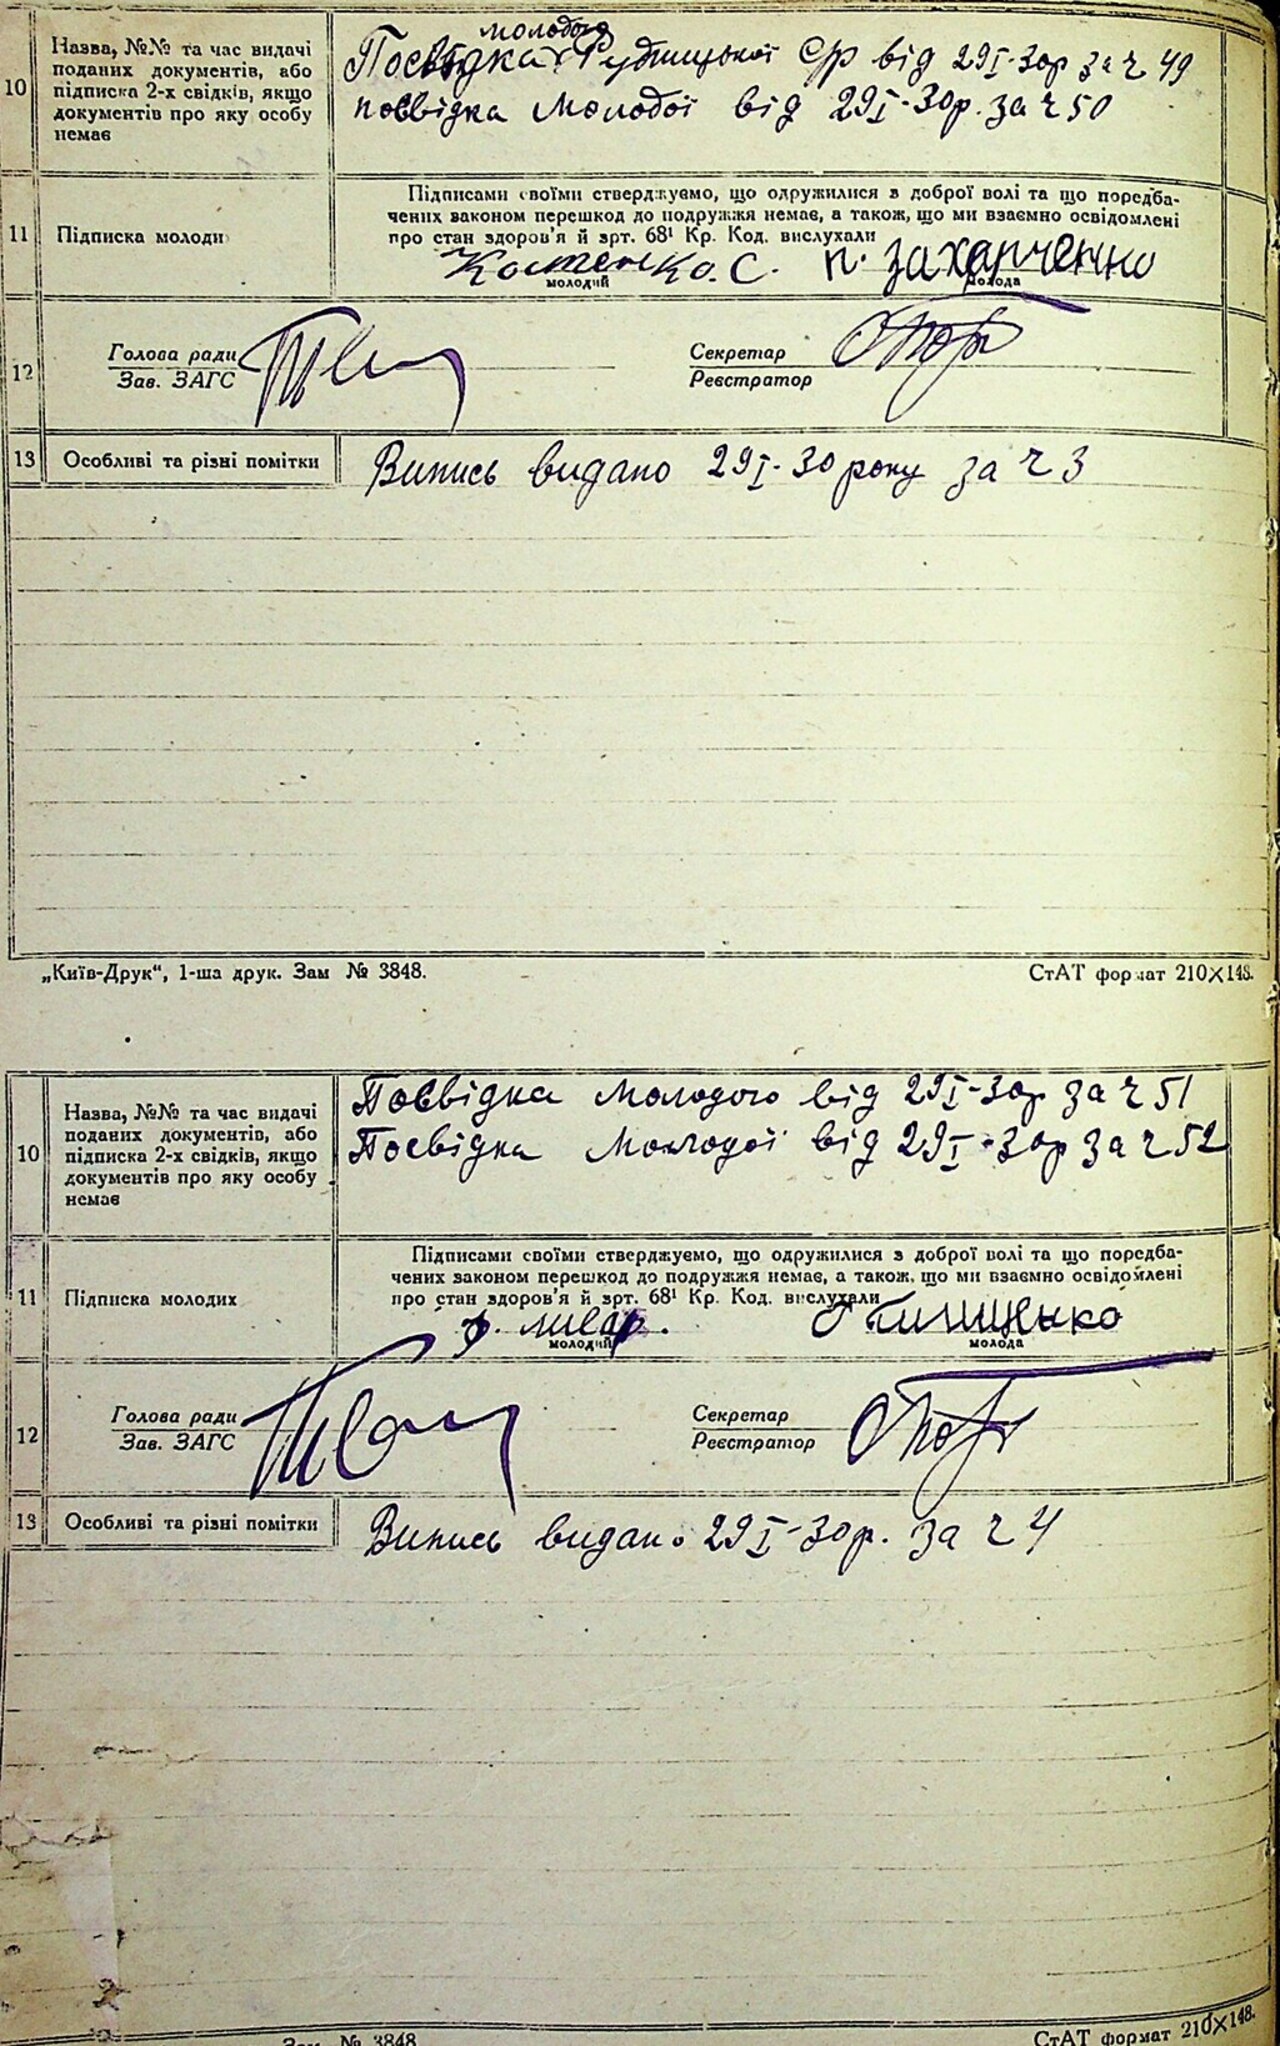 10
Назва, №№ та час видачі
поданих документів, або
підписка 2-х свідків, якщо
документів про яку особу
немає
молодого
Посвідка Рудницької С/р від 29 I-30р за ч 49
посвідка молодої від 29 I-30р. за ч 50
11
Підписка молоди
Підписами своїми стверджуємо, що одружилися з доброї волі та що передба-
чених законом перешкод до подружжя немає, а також, що ми взаємно освідомлені
про стан здоров'я й арт. 68¹ Кр. Код. вислухали
Костенко. С. п. захарченно
молодий молода
12
Голова ради
Зав. ЗАГС
Секретар
Реєстратор
13
Особливі та різні помітки
Випись видано 29 I-30 року за ч 3
„Київ-Друк“, 1-ша друк. Зам № 3848.
СтАТ формат 210×148.
10
Назва, №№ та час видачі
поданих документів, або
підписка 2-х свідків, якщо
документів про яку особу
немає
Посвідка молодого від 29 I-30р за ч 51
Посвідка молодої від 29 I-30р за ч 52
11
Підписка молодих
Підписами своїми стверджуємо, що одружилися з доброї волі та що передба-
чених законом перешкод до подружжя немає, а також, що ми взаємно освідомлені
про стан здоров'я й арт. 68¹ Кр. Код. вислухали
молодий молода
12
Голова ради
Зав. ЗАГС
Секретар
Реєстратор
13
Особливі та різні помітки
Випись видано 29 I-30р. за ч 4
Зам. № 3848
СтАТ формат 210×148.